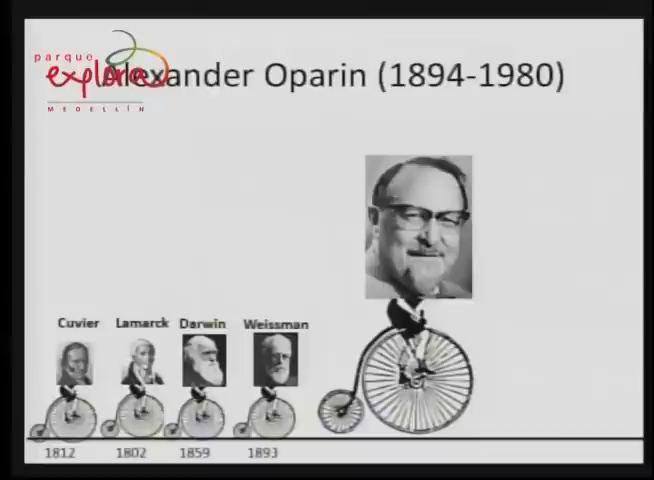 parque
explora
MEDELLÍN
Alexander Oparin (1894-1980)
Cuvier Lamarck Darwin Weissman
1812 1802 1859 1893